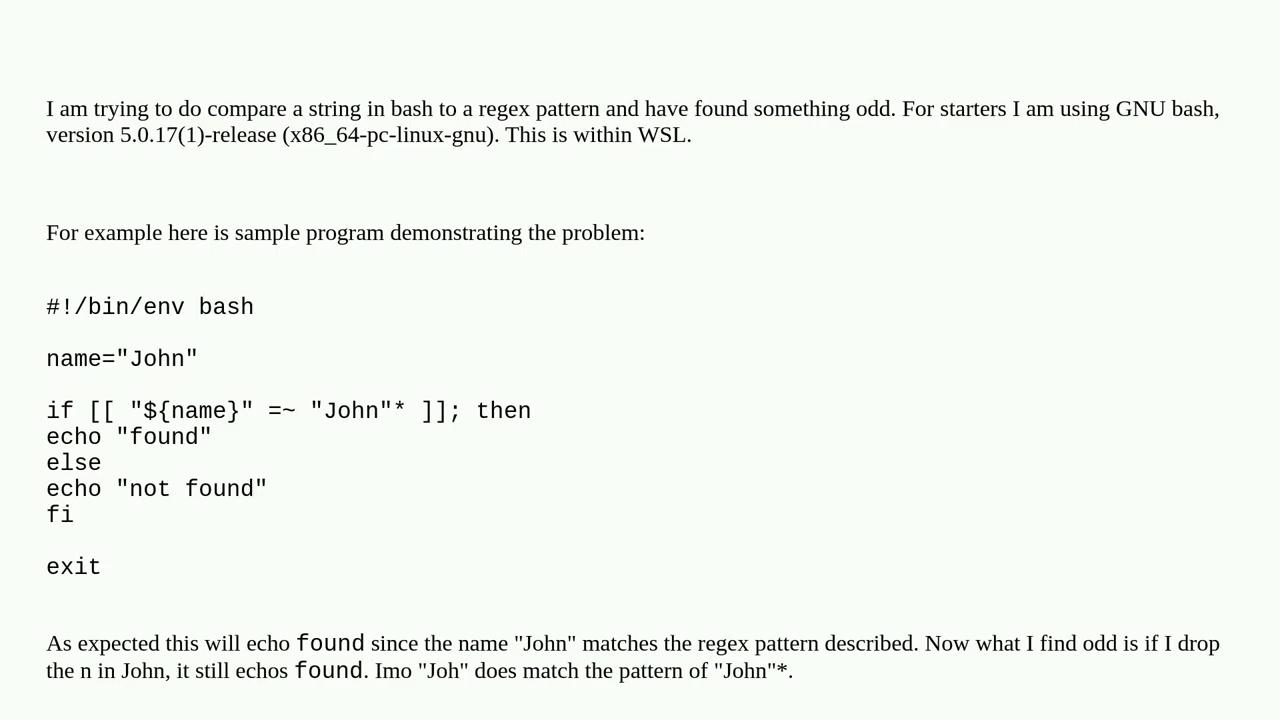 I am trying to do compare a string in bash to a regex pattern and have found something odd. For starters I am using GNU bash,
version 5.0.17(1)-release (x86_64-pc-linux-gnu). This is within WSL.
For example here is sample program demonstrating the problem:
#!/bin/env bash
name="John"
if [[ "${name}" =~ "John"* ]]; then
echo "found"
else
echo "not found"
fi
exit
As expected this will echo found since the name "John" matches the regex pattern described. Now what I find odd is if I drop
the n in John, it still echos found. Imo "Joh" does match the pattern of "John"*.